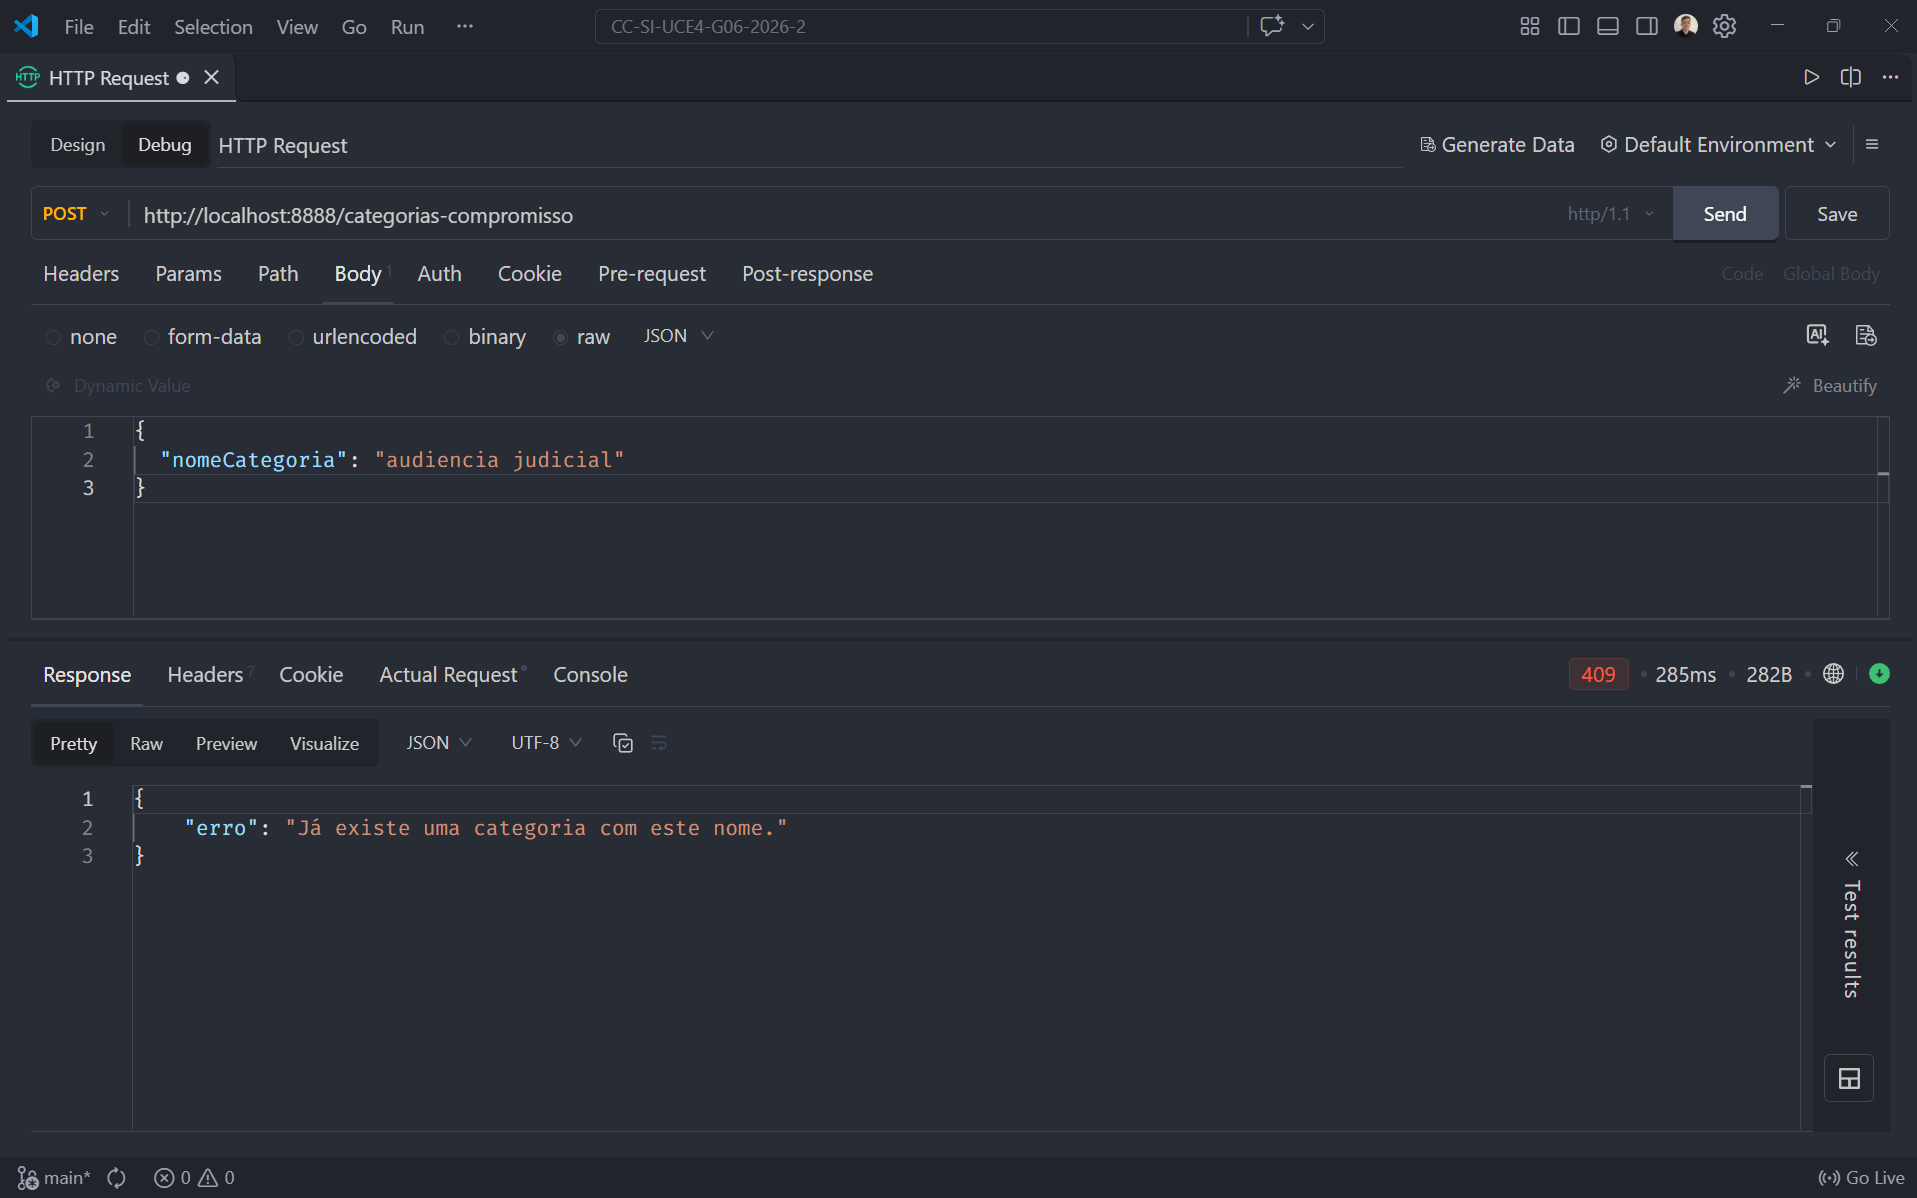 File Edit Selection View Go Run ···
CC-SI-UCE4-G06-2026-2
HTTP HTTP Request
Design Debug HTTP Request
Generate Data Default Environment
POST http://localhost:8888/categorias-compromisso http/1.1 Send Save
Headers Params Path Body 1 Auth Cookie Pre-request Post-response Code Global Body
none form-data urlencoded binary raw JSON AI
Dynamic Value Beautify
1 {
2 "nomeCategoria": "audiencia judicial"
3 }
Response Headers 7 Cookie Actual Request Console 409 285ms 282B
Pretty Raw Preview Visualize JSON UTF-8
1 {
2 "erro": "Já existe uma categoria com este nome."
3 }
Test results
main* 0 0 Go Live